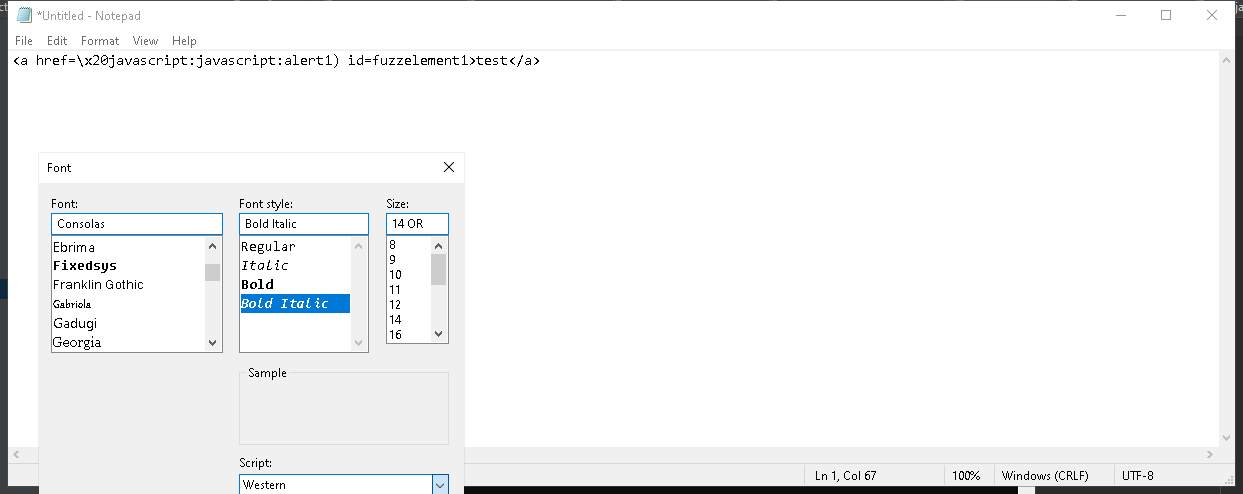 *Untitled - Notepad
File Edit Format View Help
<a href=\x20javascript:javascript:alert1) id=fuzzelement1>test</a>
Font
Font: Font style: Size:
Consolas Bold Italic 14 OR
Ebrima Regular 8
Fixedsys Italic 9
Franklin Gothic Bold 10
Gabriola Bold Italic 11
Gadugi 12
Georgia 14
16
Sample
Script:
Western
Ln 1, Col 67 100% Windows (CRLF) UTF-8